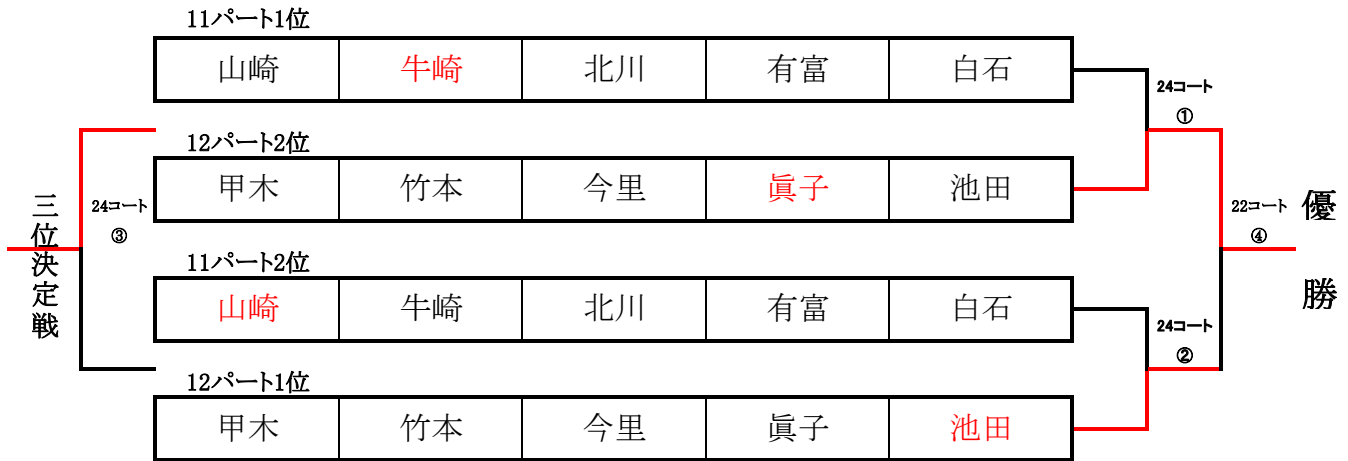 11パート1位
山崎 牛崎 北川 有富 白石
24コート
①
12パート2位
甲木 竹本 今里 眞子 池田
三位決定戦
24コート
③
22コート
④
優勝
11パート2位
山崎 牛崎 北川 有富 白石
24コート
②
12パート1位
甲木 竹本 今里 眞子 池田